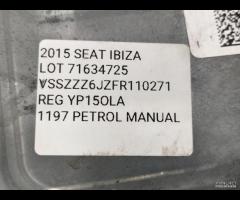 2015 SEAT IBIZA
LOT 71634725
VSSZZZ6JZFR110271
REG YP15OLA
1197 PETROL MANUAL